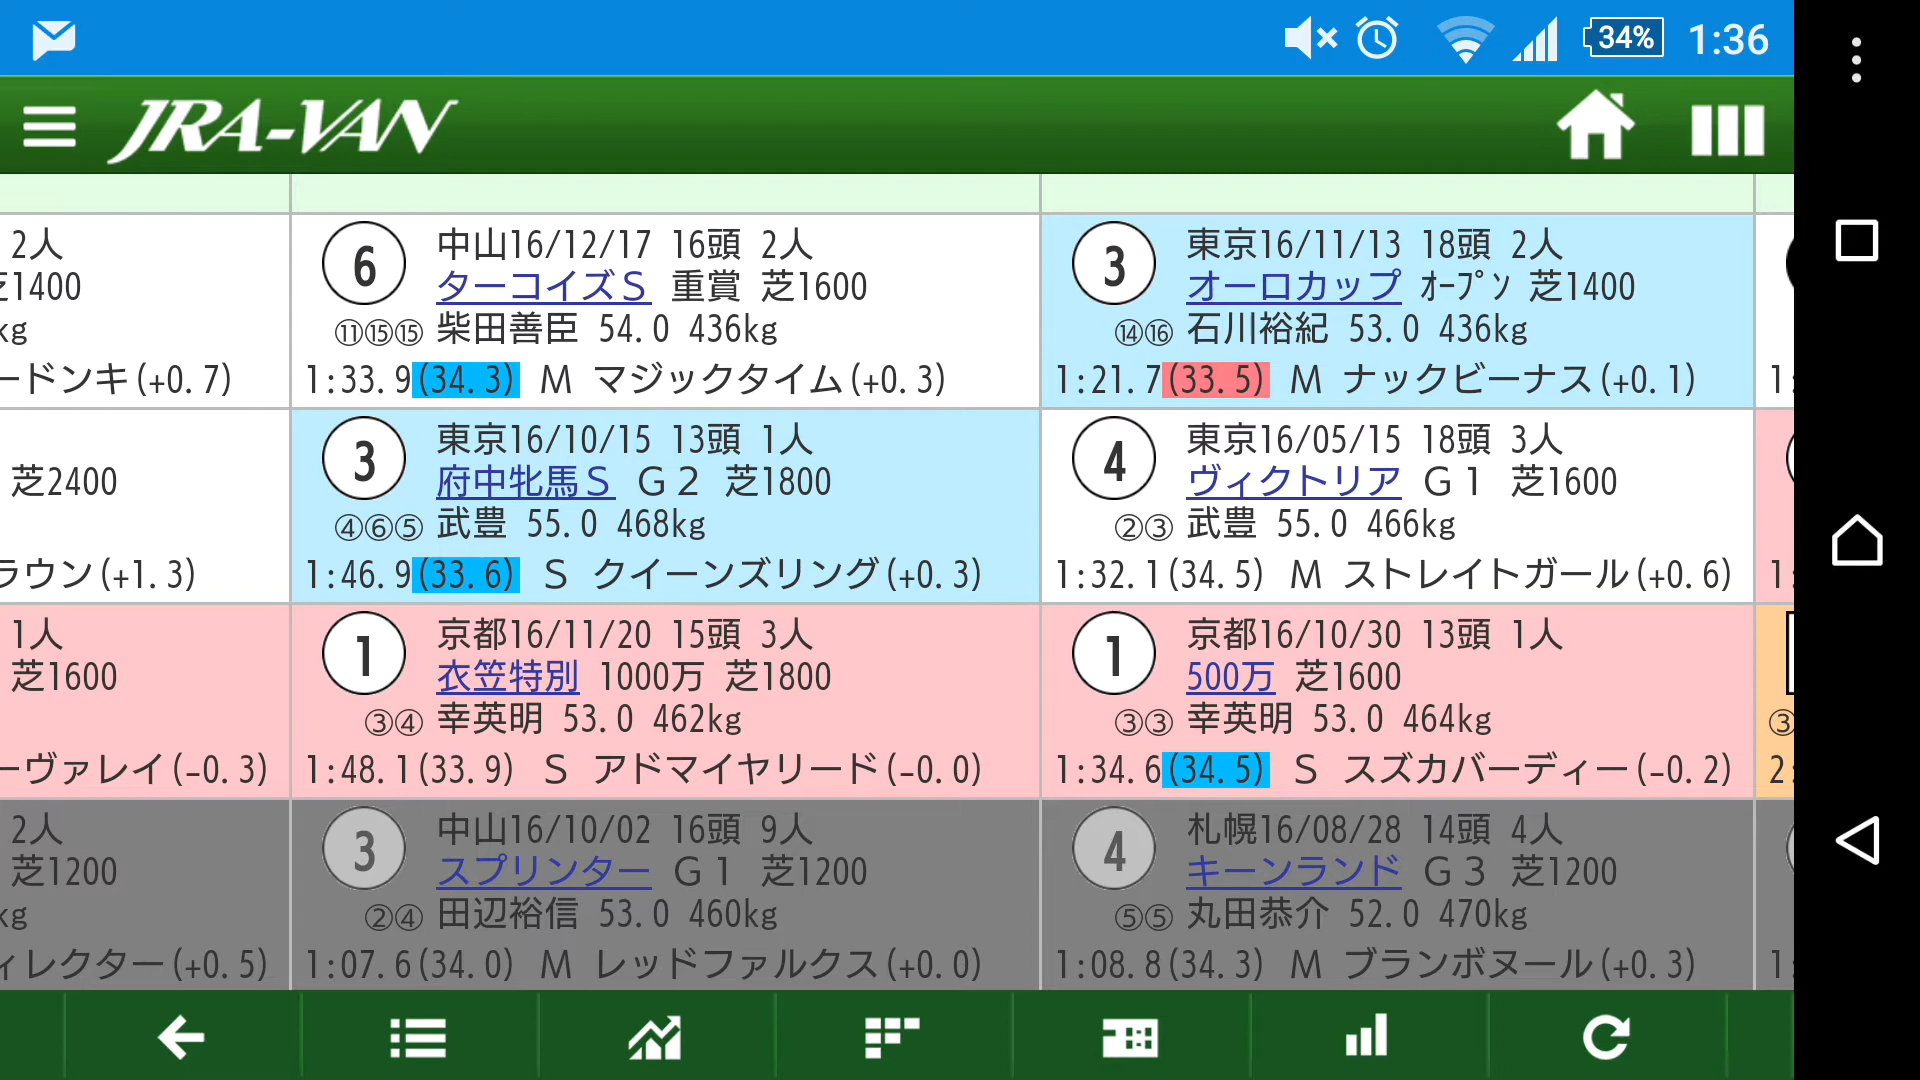 34% 1:36
JRA-VAN
2人
芝1400
kg
ードンキ(+0.7)
6 中山16/12/17 16頭 2人
ターコイズS 重賞 芝1600
⑪⑮⑮ 柴田善臣 54.0 436kg
1:33.9(34.3) M マジックタイム(+0.3)
3 東京16/11/13 18頭 2人
オーロカップ ｵｰﾌﾟﾝ 芝1400
⑭⑯ 石川裕紀 53.0 436kg
1:21.7(33.5) M ナックビーナス(+0.1)
芝2400
ラウン(+1.3)
3 東京16/10/15 13頭 1人
府中牝馬S G2 芝1800
④⑥⑤ 武豊 55.0 468kg
1:46.9(33.6) S クイーンズリング(+0.3)
4 東京16/05/15 18頭 3人
ヴィクトリア G1 芝1600
②③ 武豊 55.0 466kg
1:32.1(34.5) M ストレイトガール(+0.6)
1人
芝1600
ーヴァレイ(-0.3)
1 京都16/11/20 15頭 3人
衣笠特別 1000万 芝1800
③④ 幸英明 53.0 462kg
1:48.1(33.9) S アドマイヤリード(-0.0)
1 京都16/10/30 13頭 1人
500万 芝1600
③③ 幸英明 53.0 464kg
1:34.6(34.5) S スズカバーディー(-0.2)
③
2:
2人
芝1200
kg
ィレクター(+0.5)
3 中山16/10/02 16頭 9人
スプリンター G1 芝1200
②④ 田辺裕信 53.0 460kg
1:07.6(34.0) M レッドファルクス(+0.0)
4 札幌16/08/28 14頭 4人
キーンランド G3 芝1200
⑤⑤ 丸田恭介 52.0 470kg
1:08.8(34.3) M ブランボヌール(+0.3)